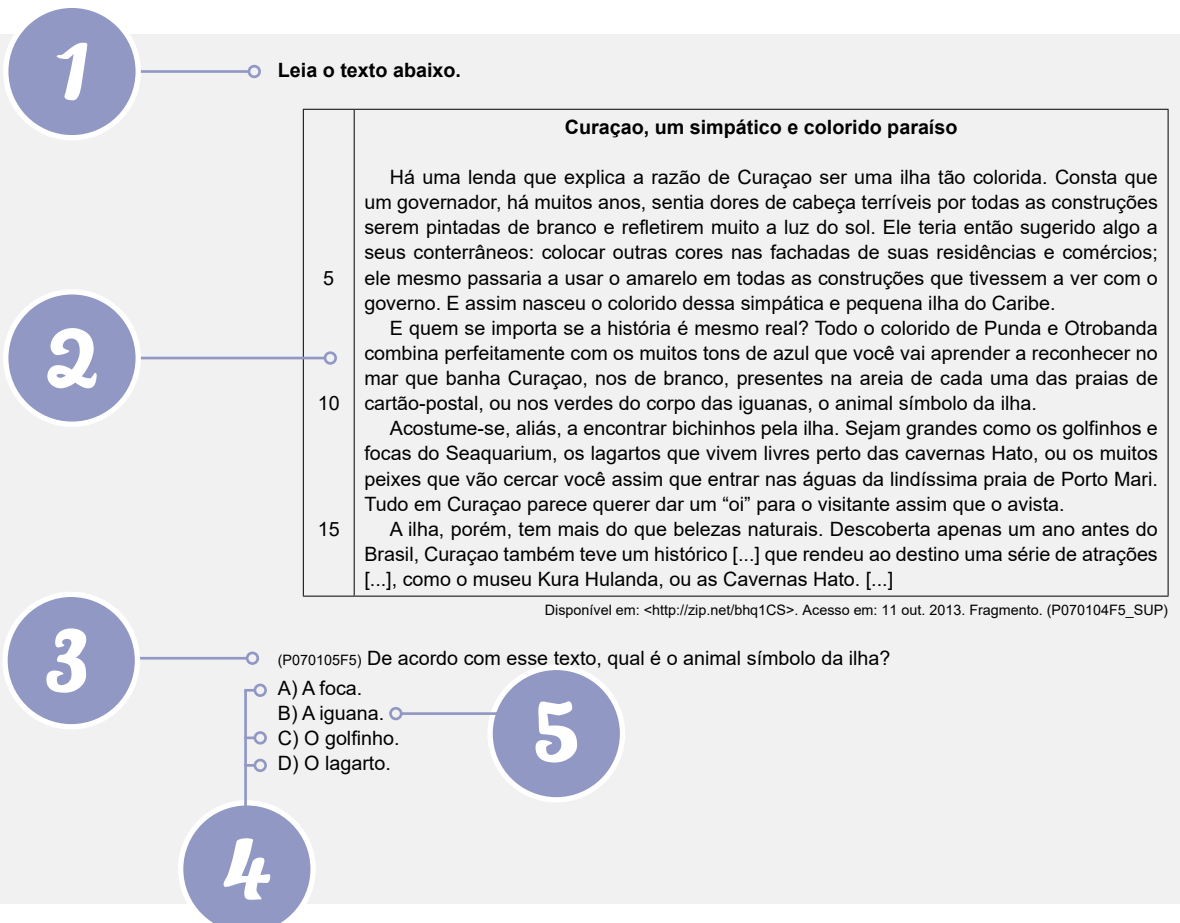 1
Leia o texto abaixo.
Curaçao, um simpático e colorido paraíso
Há uma lenda que explica a razão de Curaçao ser uma ilha tão colorida. Consta que
um governador, há muitos anos, sentia dores de cabeça terríveis por todas as construções
serem pintadas de branco e refletirem muito a luz do sol. Ele teria então sugerido algo a
seus conterrâneos: colocar outras cores nas fachadas de suas residências e comércios;
5 ele mesmo passaria a usar o amarelo em todas as construções que tivessem a ver com o
governo. E assim nasceu o colorido dessa simpática e pequena ilha do Caribe.
E quem se importa se a história é mesmo real? Todo o colorido de Punda e Otrobanda
2
combina perfeitamente com os muitos tons de azul que você vai aprender a reconhecer no
mar que banha Curaçao, nos de branco, presentes na areia de cada uma das praias de
10 cartão-postal, ou nos verdes do corpo das iguanas, o animal símbolo da ilha.
Acostume-se, aliás, a encontrar bichinhos pela ilha. Sejam grandes como os golfinhos e
focas do Seaquarium, os lagartos que vivem livres perto das cavernas Hato, ou os muitos
peixes que vão cercar você assim que entrar nas águas da lindíssima praia de Porto Mari.
Tudo em Curaçao parece querer dar um “oi” para o visitante assim que o avista.
15 A ilha, porém, tem mais do que belezas naturais. Descoberta apenas um ano antes do
Brasil, Curaçao também teve um histórico [...] que rendeu ao destino uma série de atrações
[...], como o museu Kura Hulanda, ou as Cavernas Hato. [...]
Disponível em: <http://zip.net/bhq1CS>. Acesso em: 11 out. 2013. Fragmento. (P070104F5_SUP)
3
(P070105F5) De acordo com esse texto, qual é o animal símbolo da ilha?
A) A foca.
B) A iguana.
5
C) O golfinho.
D) O lagarto.
4